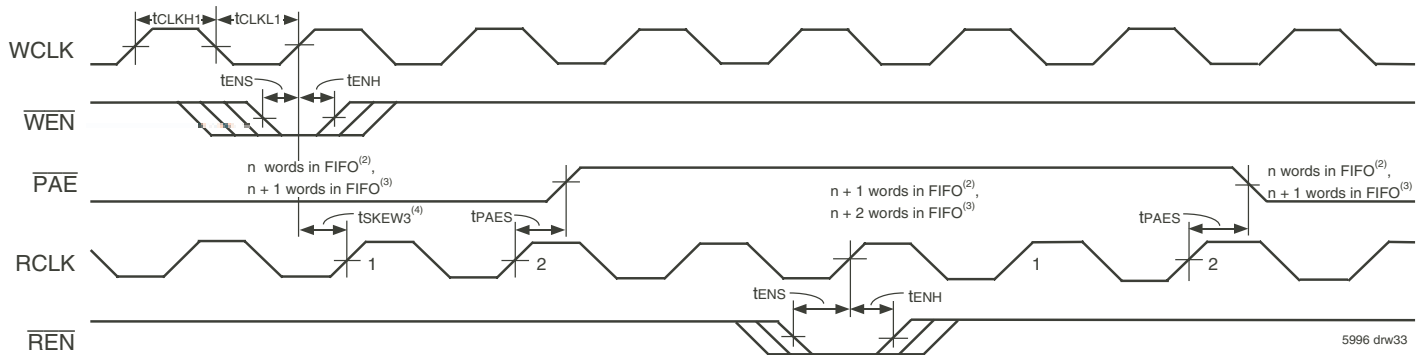 tCLKH1 tCLKL1
WCLK
tENS tENH
WEN
n words in FIFO(2),
n + 1 words in FIFO(3)
PAE
n + 1 words in FIFO(2),
n + 2 words in FIFO(3)
n words in FIFO(2),
n + 1 words in FIFO(3)
tSKEW3(4)
tPAES
tPAES
RCLK
1 2 1 2
tENS tENH
REN
5996 drw33